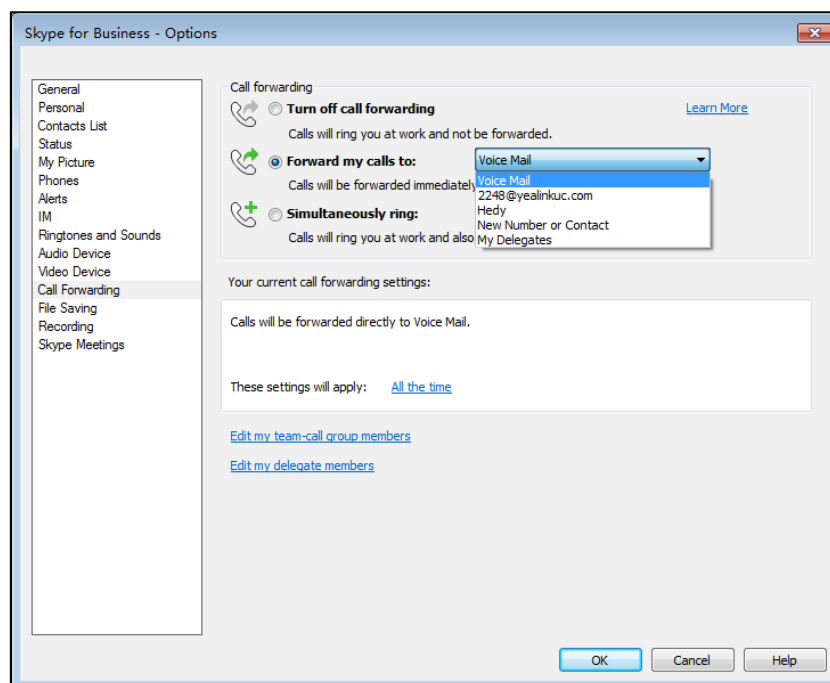 Skype for Business - Options
General
Personal
Contacts List
Status
My Picture
Phones
Alerts
IM
Ringtones and Sounds
Audio Device
Video Device
Call Forwarding
File Saving
Recording
Skype Meetings
Call forwarding
Turn off call forwarding
Learn More
Calls will ring you at work and not be forwarded.
Forward my calls to:
Voice Mail
Calls will be forwarded immediately
Voice Mail
2248@yealinkuc.com
Hedy
New Number or Contact
My Delegates
Simultaneously ring:
Calls will ring you at work and also
Your current call forwarding settings:
Calls will be forwarded directly to Voice Mail.
These settings will apply: All the time
Edit my team-call group members
Edit my delegate members
OK
Cancel
Help